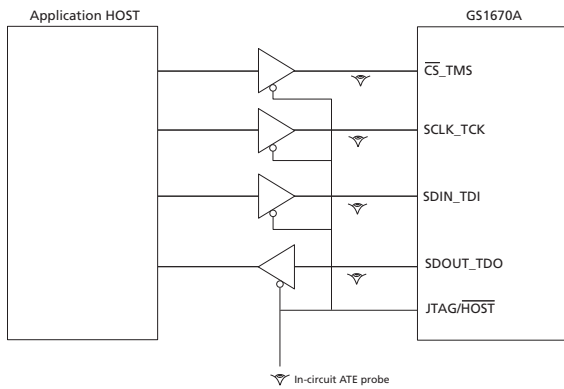 Application HOST
GS1670A
CS_TMS
SCLK_TCK
SDIN_TDI
SDOUT_TDO
JTAG/HOST
In-circuit ATE probe